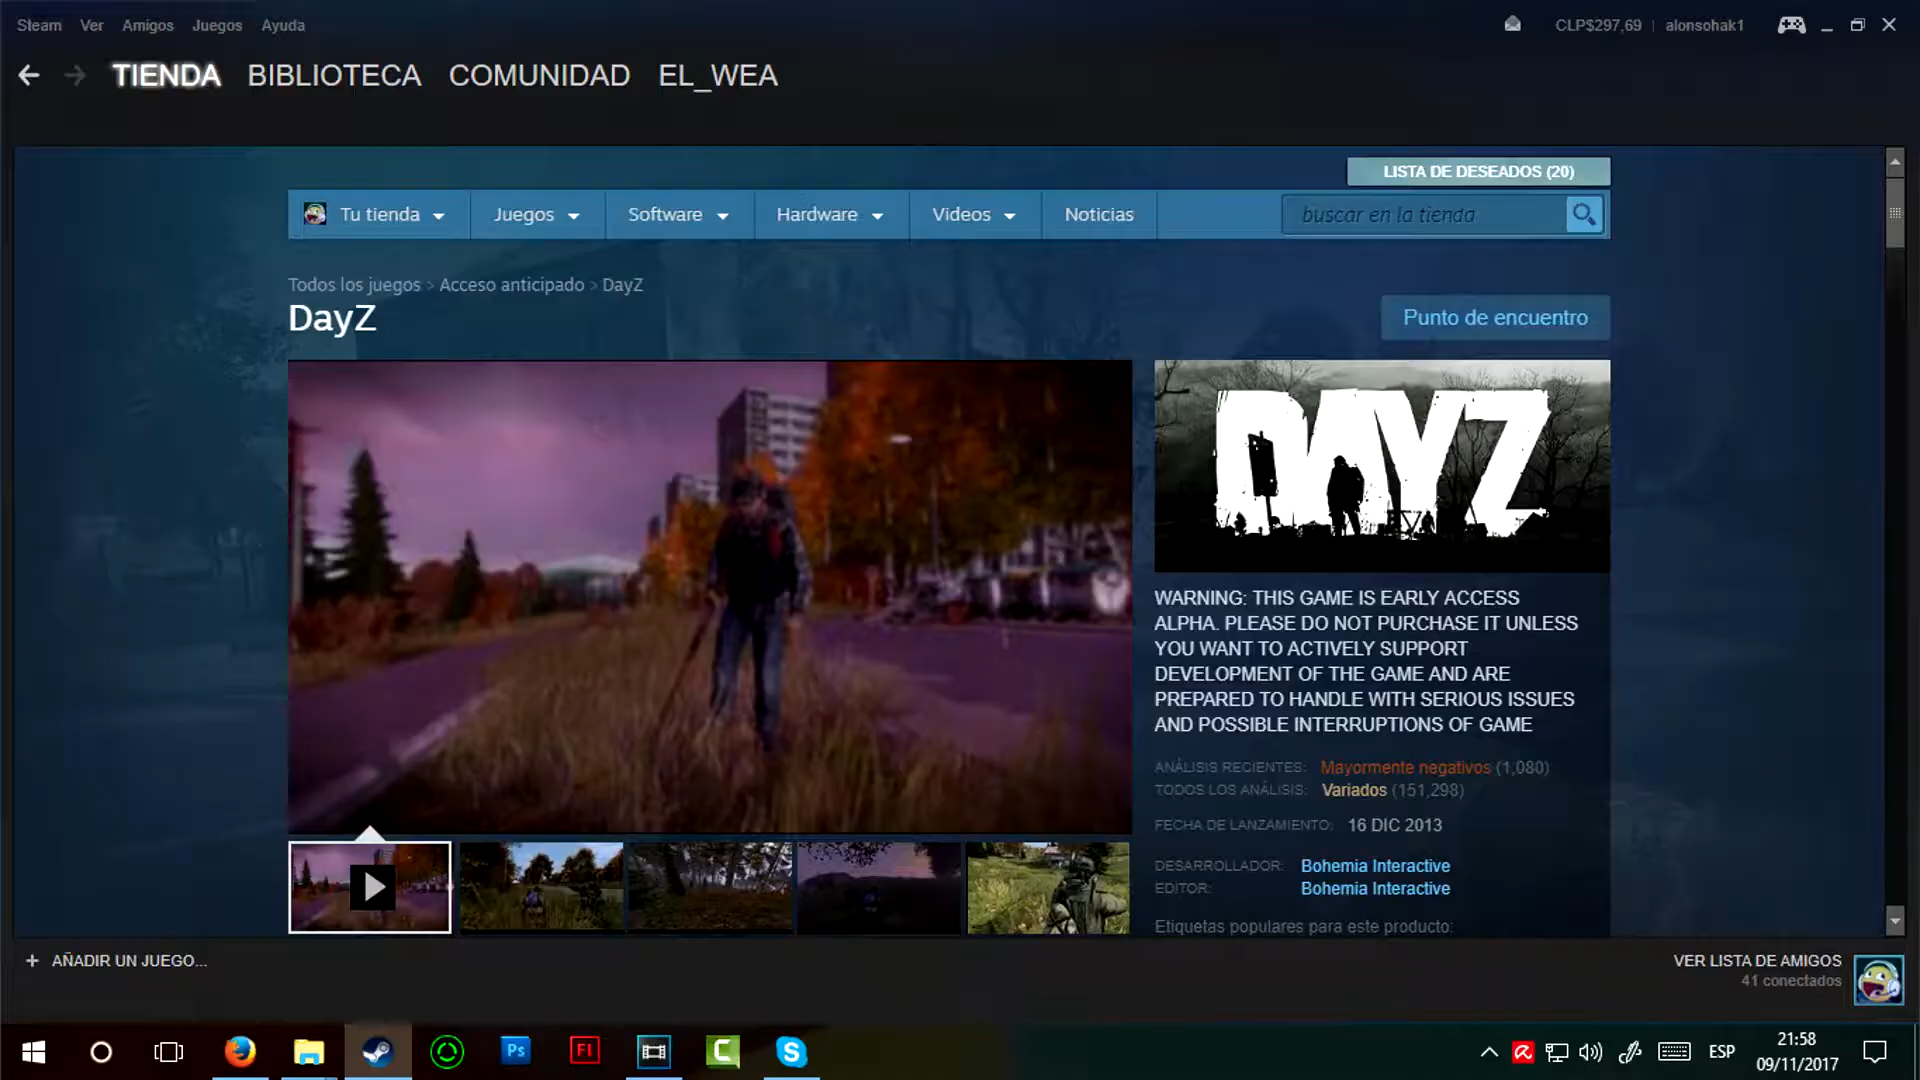 Steam Ver Amigos Juegos Ayuda
CLP$297,69 | alonsohak1
TIENDA BIBLIOTECA COMUNIDAD EL_WEA
LISTA DE DESEADOS (20)
Tu tienda Juegos Software Hardware Videos Noticias
buscar en la tienda
Todos los juegos > Acceso anticipado > DayZ
DayZ
Punto de encuentro
DAYZ
WARNING: THIS GAME IS EARLY ACCESS
ALPHA. PLEASE DO NOT PURCHASE IT UNLESS
YOU WANT TO ACTIVELY SUPPORT
DEVELOPMENT OF THE GAME AND ARE
PREPARED TO HANDLE WITH SERIOUS ISSUES
AND POSSIBLE INTERRUPTIONS OF GAME
ANÁLISIS RECIENTES: Mayormente negativos (1,080)
TODOS LOS ANÁLISIS: Variados (151,298)
FECHA DE LANZAMIENTO: 16 DIC 2013
DESARROLLADOR: Bohemia Interactive
EDITOR: Bohemia Interactive
Etiquetas populares para este producto:
+ AÑADIR UN JUEGO...
VER LISTA DE AMIGOS
41 conectados
Ps Fl C S
ESP
21:58
09/11/2017